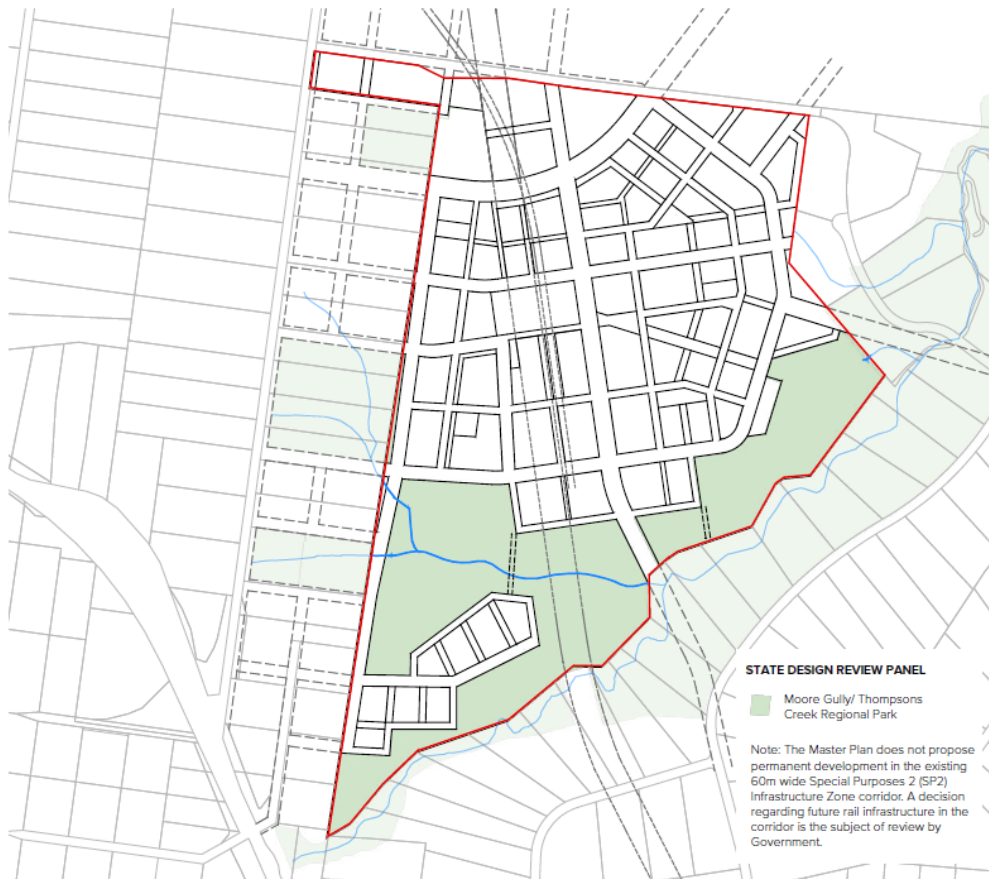 STATE DESIGN REVIEW PANEL
Moore Gully/ Thompsons
Creek Regional Park
Note: The Master Plan does not propose
permanent development in the existing
60m wide Special Purposes 2 (SP2)
Infrastructure Zone corridor. A decision
regarding future rail infrastructure in the
corridor is the subject of review by
Government.